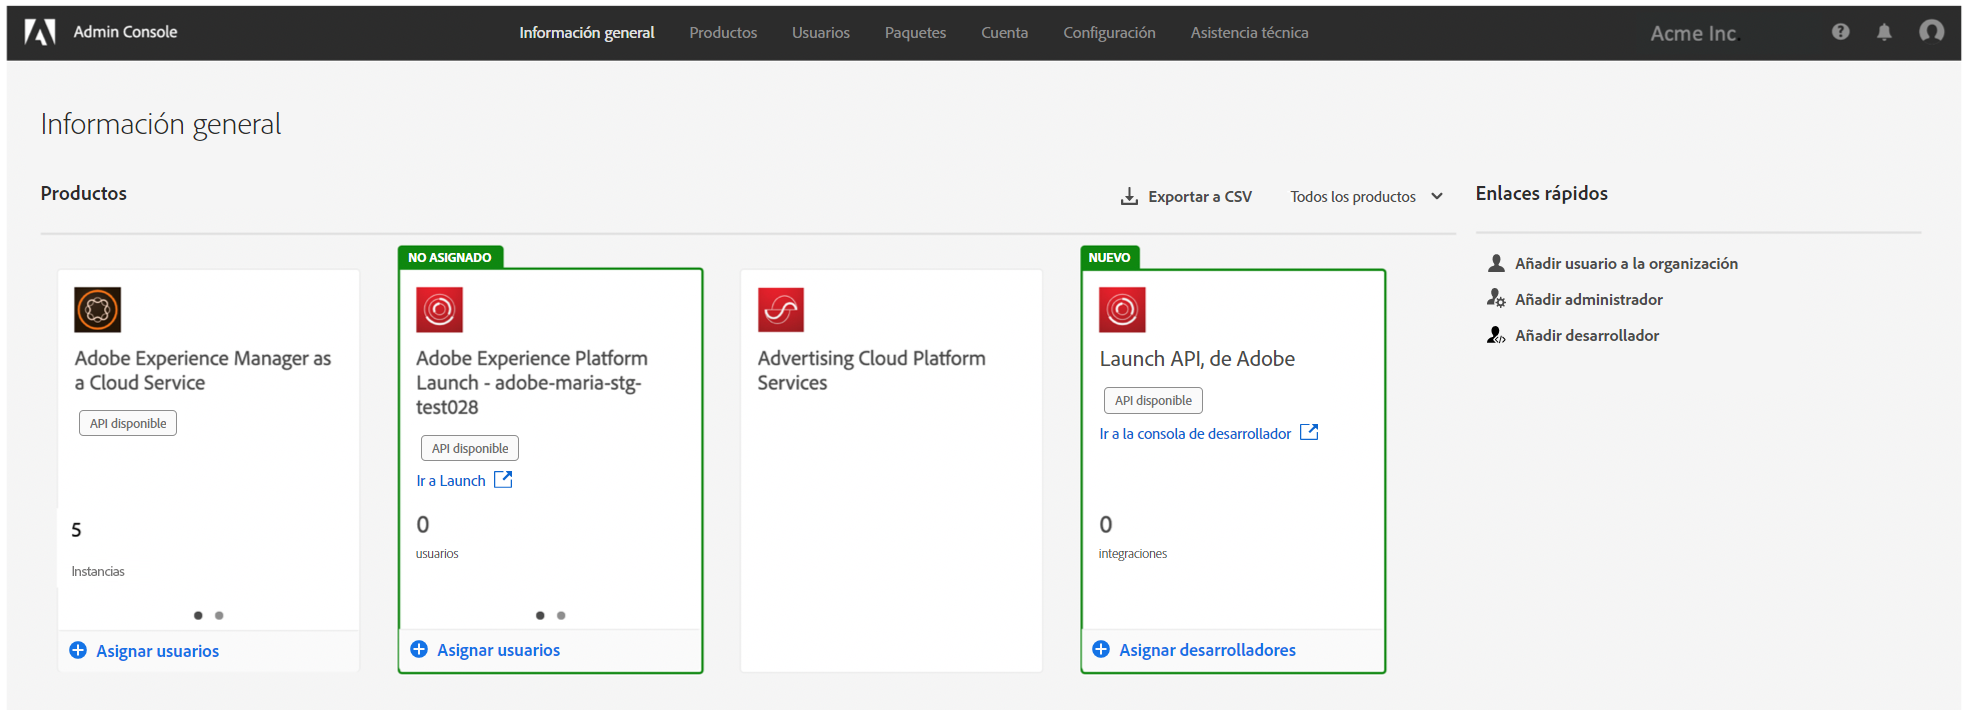 Admin Console
Información general
Productos
Usuarios
Paquetes
Cuenta
Configuración
Asistencia técnica
Acme Inc.
Información general
Productos
Exportar a CSV
Todos los productos
Enlaces rápidos
Adobe Experience Manager as
a Cloud Service
API disponible
5
Instancias
Asignar usuarios
NO ASIGNADO
Adobe Experience Platform
Launch - adobe-maria-stg-
test028
API disponible
Ir a Launch
0
usuarios
Asignar usuarios
Advertising Cloud Platform
Services
NUEVO
Launch API, de Adobe
API disponible
Ir a la consola de desarrollador
0
integraciones
Asignar desarrolladores
Añadir usuario a la organización
Añadir administrador
Añadir desarrollador